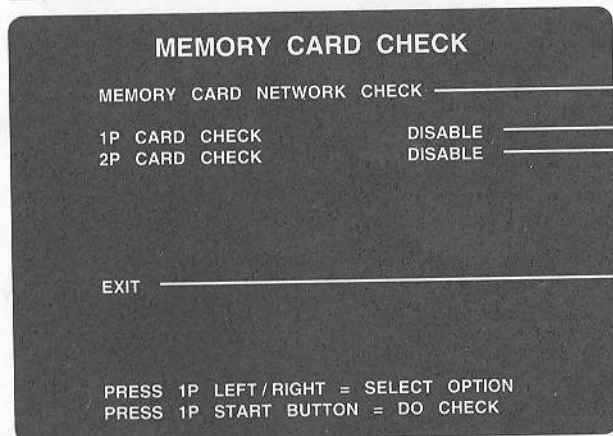 MEMORY CARD CHECK
MEMORY CARD NETWORK CHECK
1P CARD CHECK DISABLE
2P CARD CHECK DISABLE
EXIT
PRESS 1P LEFT / RIGHT = SELECT OPTION
PRESS 1P START BUTTON = DO CHECK